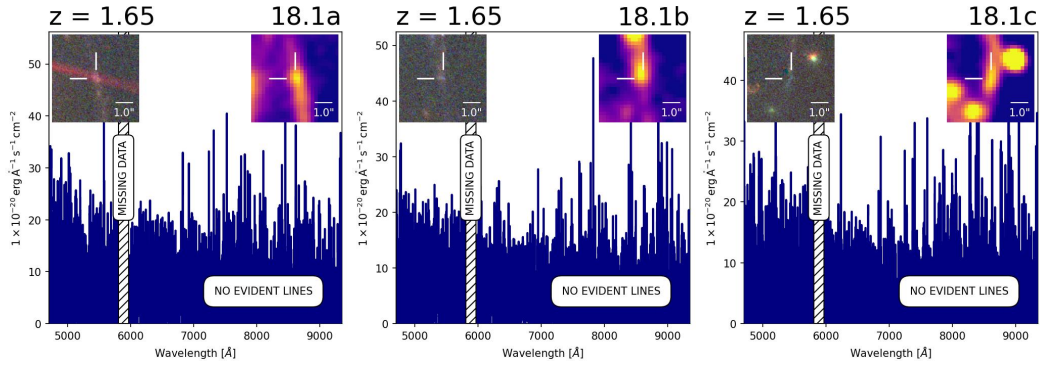 z = 1.65 18.1a
1 × 10⁻²⁰ erg Å⁻¹ s⁻¹ cm⁻²
50
40
30
20
10
0
1.0"
1.0"
MISSING DATA
NO EVIDENT LINES
5000 6000 7000 8000 9000
Wavelength [Å]
z = 1.65 18.1b
1 × 10⁻²⁰ erg Å⁻¹ s⁻¹ cm⁻²
50
40
30
20
10
0
1.0"
1.0"
MISSING DATA
NO EVIDENT LINES
5000 6000 7000 8000 9000
Wavelength [Å]
z = 1.65 18.1c
1 × 10⁻²⁰ erg Å⁻¹ s⁻¹ cm⁻²
40
30
20
10
0
1.0"
1.0"
MISSING DATA
NO EVIDENT LINES
5000 6000 7000 8000 9000
Wavelength [Å]